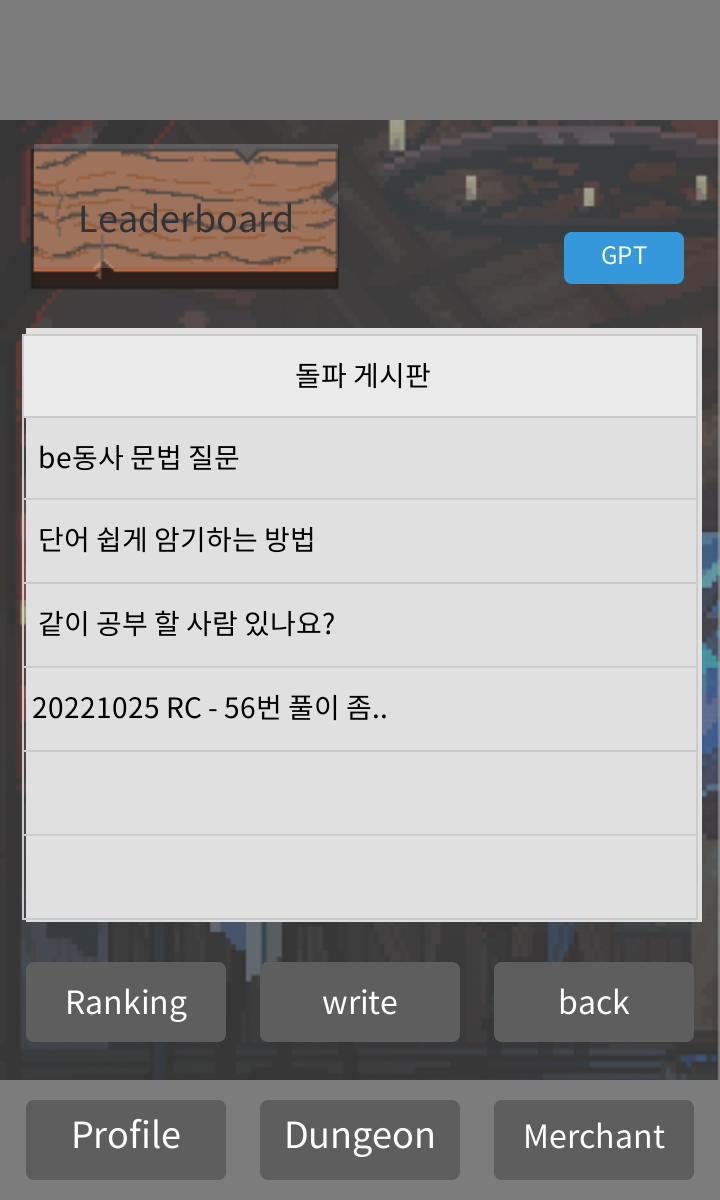 Leaderboard
GPT
돌파 게시판
be동사 문법 질문
단어 쉽게 암기하는 방법
같이 공부 할 사람 있나요?
20221025 RC - 56번 풀이 좀..
Ranking
write
back
Profile
Dungeon
Merchant